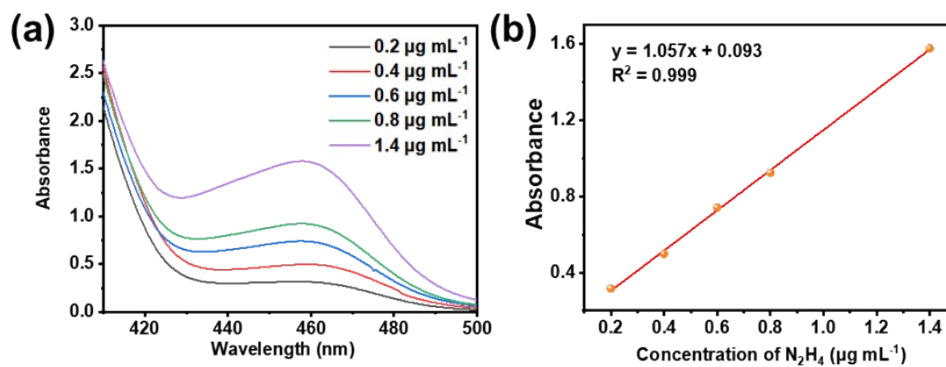 (a)
3.0
2.5
2.0
1.5
1.0
0.5
0.0
Absorbance
0.2 μg mL⁻¹
0.4 μg mL⁻¹
0.6 μg mL⁻¹
0.8 μg mL⁻¹
1.4 μg mL⁻¹
420 440 460 480 500
Wavelength (nm)
(b)
y = 1.057x + 0.093
R² = 0.999
1.6
1.2
0.8
0.4
Absorbance
0.2 0.4 0.6 0.8 1.0 1.2 1.4
Concentration of N₂H₄ (μg mL⁻¹)